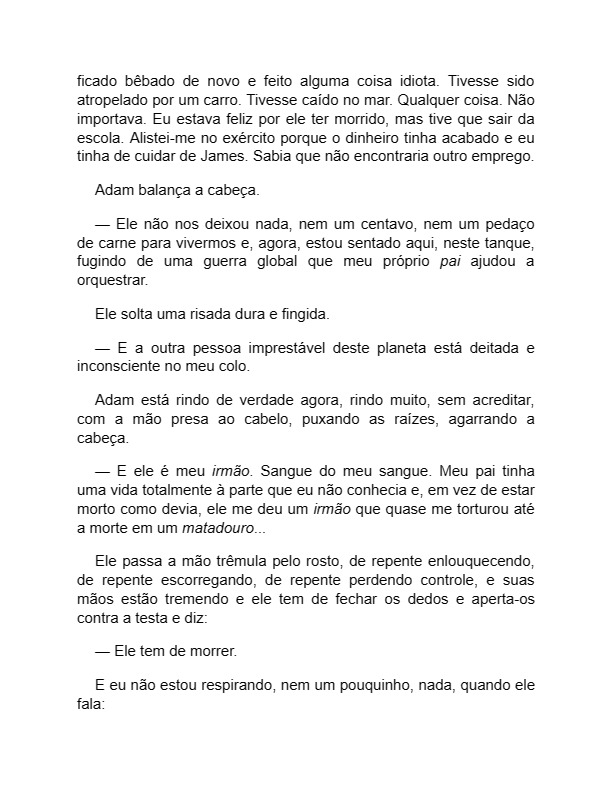 ficado bêbado de novo e feito alguma coisa idiota. Tivesse sido
atropelado por um carro. Tivesse caído no mar. Qualquer coisa. Não
importava. Eu estava feliz por ele ter morrido, mas tive que sair da
escola. Alistei-me no exército porque o dinheiro tinha acabado e eu
tinha de cuidar de James. Sabia que não encontraria outro emprego.
Adam balança a cabeça.
— Ele não nos deixou nada, nem um centavo, nem um pedaço
de carne para vivermos e, agora, estou sentado aqui, neste tanque,
fugindo de uma guerra global que meu próprio pai ajudou a
orquestrar.
Ele solta uma risada dura e fingida.
— E a outra pessoa imprestável deste planeta está deitada e
inconsciente no meu colo.
Adam está rindo de verdade agora, rindo muito, sem acreditar,
com a mão presa ao cabelo, puxando as raízes, agarrando a
cabeça.
— E ele é meu irmão. Sangue do meu sangue. Meu pai tinha
uma vida totalmente à parte que eu não conhecia e, em vez de estar
morto como devia, ele me deu um irmão que quase me torturou até
a morte em um matadouro...
Ele passa a mão trêmula pelo rosto, de repente enlouquecendo,
de repente escorregando, de repente perdendo controle, e suas
mãos estão tremendo e ele tem de fechar os dedos e aperta-os
contra a testa e diz:
— Ele tem de morrer.
E eu não estou respirando, nem um pouquinho, nada, quando ele
fala: